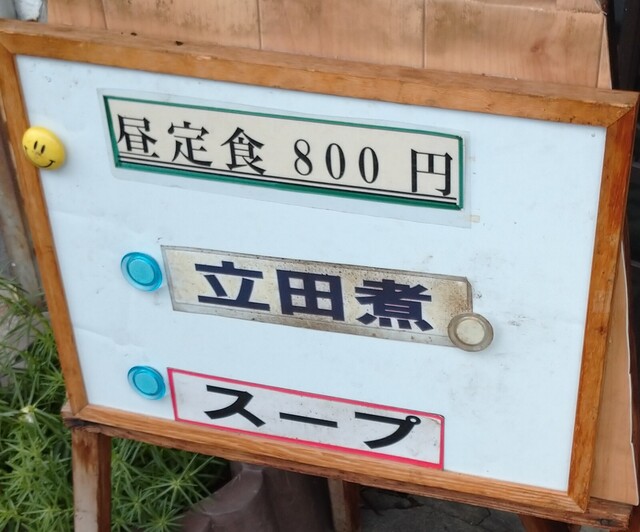 昼定食 800 円
立田煮
スープ